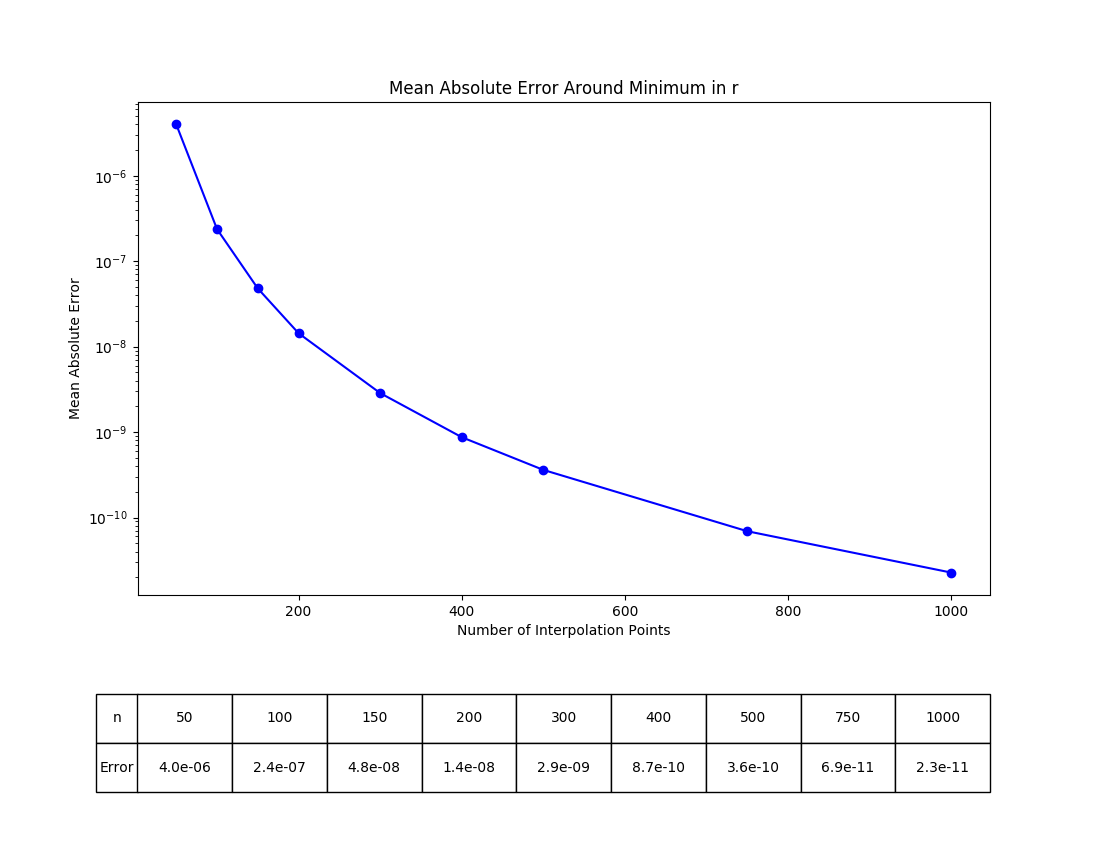 Mean Absolute Error Around Minimum in r
Mean Absolute Error
10⁻⁶
10⁻⁷
10⁻⁸
10⁻⁹
10⁻¹⁰
200 400 600 800 1000
Number of Interpolation Points
n 50 100 150 200 300 400 500 750 1000
Error 4.0e-06 2.4e-07 4.8e-08 1.4e-08 2.9e-09 8.7e-10 3.6e-10 6.9e-11 2.3e-11